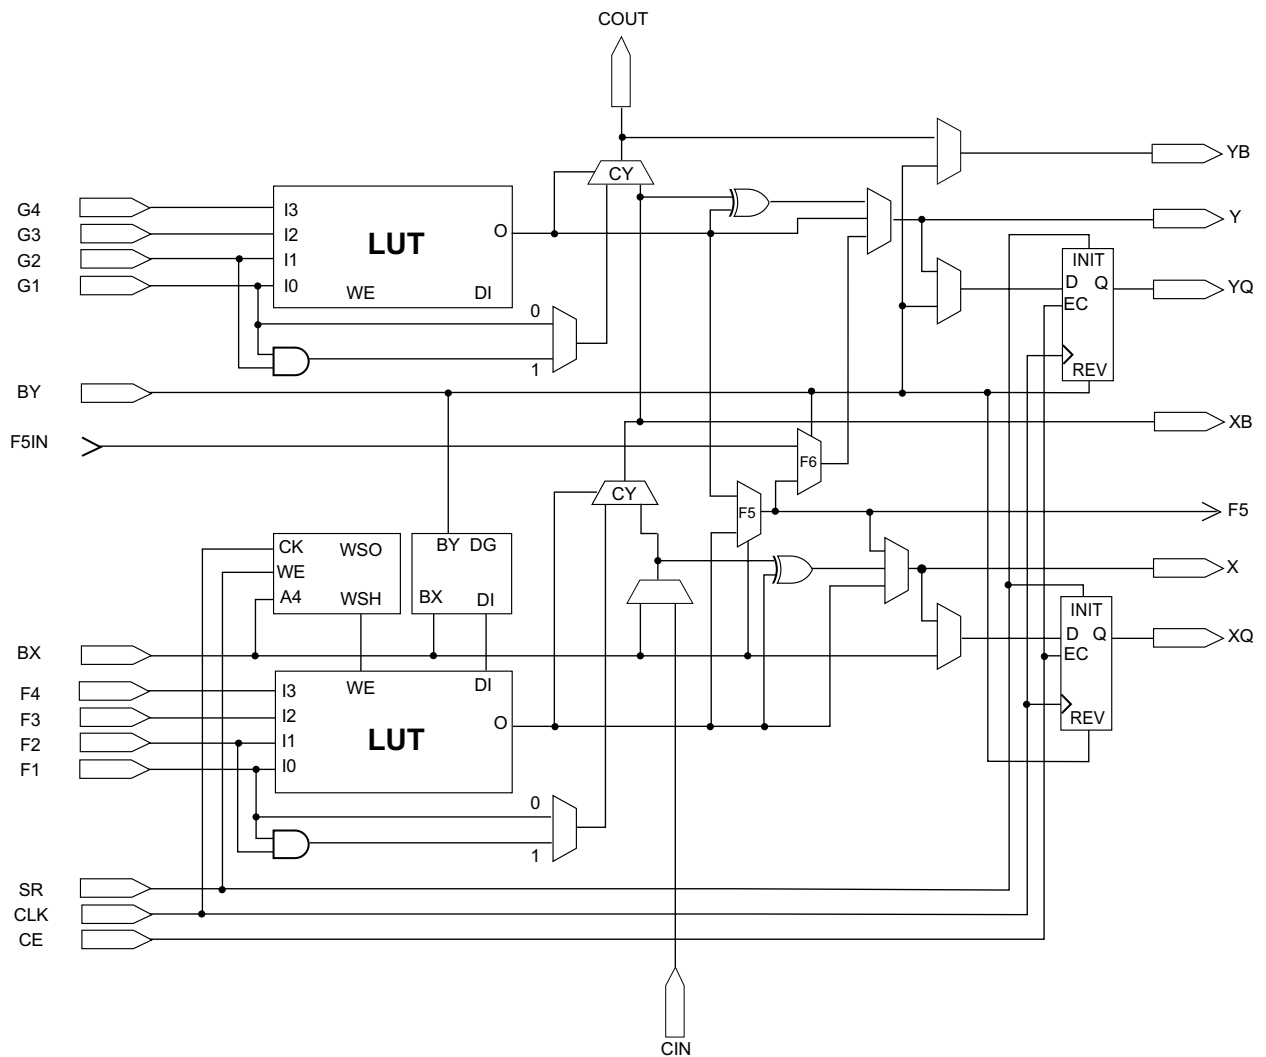 COUT
YB
CY
G4
G3
G2
G1
I3
I2
I1
I0
LUT
O
WE
DI
Y
INIT
D
Q
EC
REV
YQ
0
1
BY
F5IN
XB
F6
CY
F5
F5
CK
WE
A4
WSO
WSH
BY DG
BX
DI
X
INIT
D
Q
EC
REV
XQ
BX
F4
F3
F2
F1
I3
I2
I1
I0
WE
DI
LUT
O
0
1
SR
CLK
CE
CIN